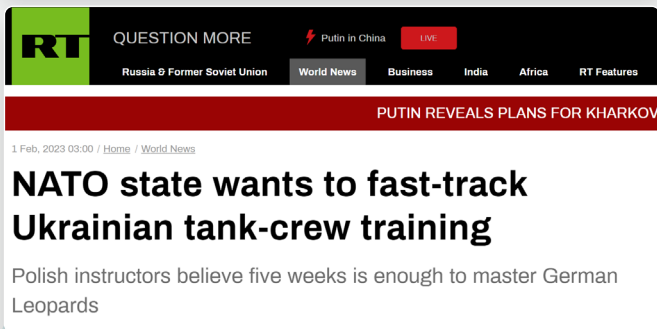 RT QUESTION MORE Putin in China LIVE
Russia & Former Soviet Union World News Business India Africa RT Features
PUTIN REVEALS PLANS FOR KHARKOV
1 Feb, 2023 03:00 / Home / World News
NATO state wants to fast-track
Ukrainian tank-crew training
Polish instructors believe five weeks is enough to master German
Leopards